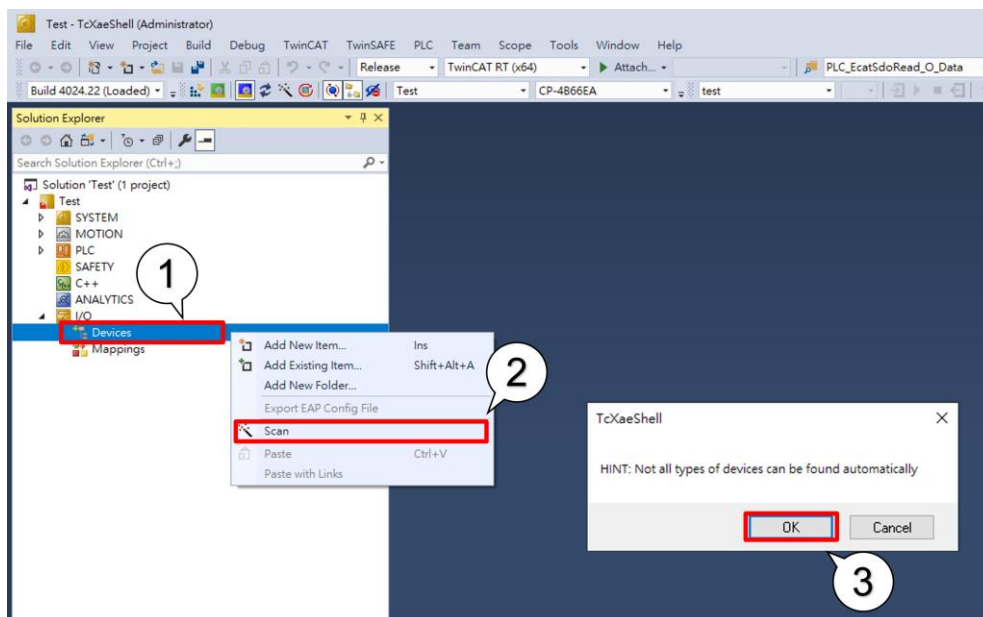 Test - TcXaeShell (Administrator)
File Edit View Project Build Debug TwinCAT TwinSAFE PLC Team Scope Tools Window Help
Release TwinCAT RT (x64) Attach... PLC_EcatSdoRead_O_Data
Build 4024.22 (Loaded) Test CP-4B66EA test
Solution Explorer
Search Solution Explorer (Ctrl+;)
Solution 'Test' (1 project)
Test
SYSTEM
MOTION
PLC
SAFETY
C++
ANALYTICS
I/O
Devices
Mappings
1
Add New Item... Ins
Add Existing Item... Shift+Alt+A
Add New Folder...
Export EAP Config File
Scan
Paste Ctrl+V
Paste with Links
2
TcXaeShell
HINT: Not all types of devices can be found automatically
OK Cancel
3